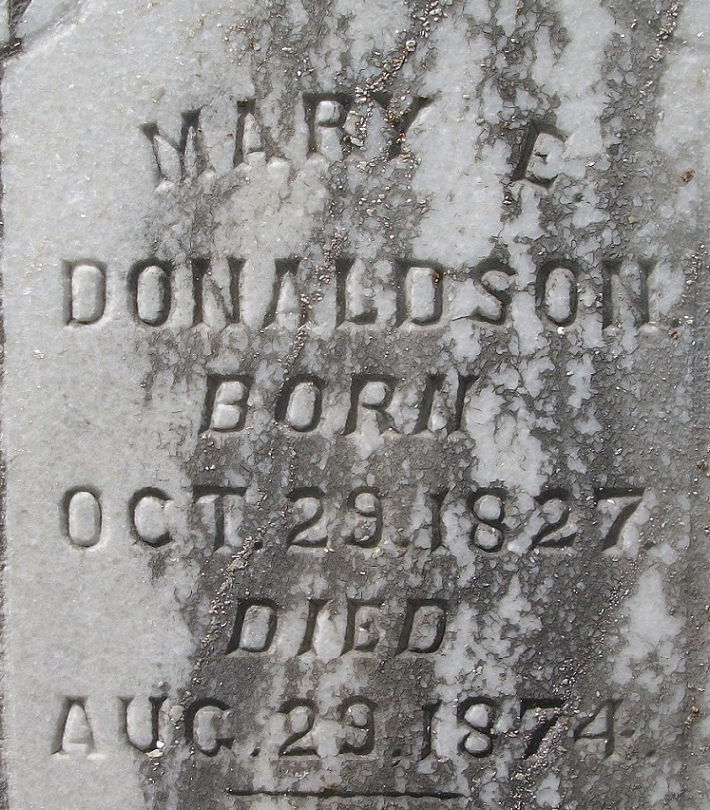 MARY E
DONALDSON
BORN
OCT. 29. 1827.
DIED
AUG. 29. 1874.